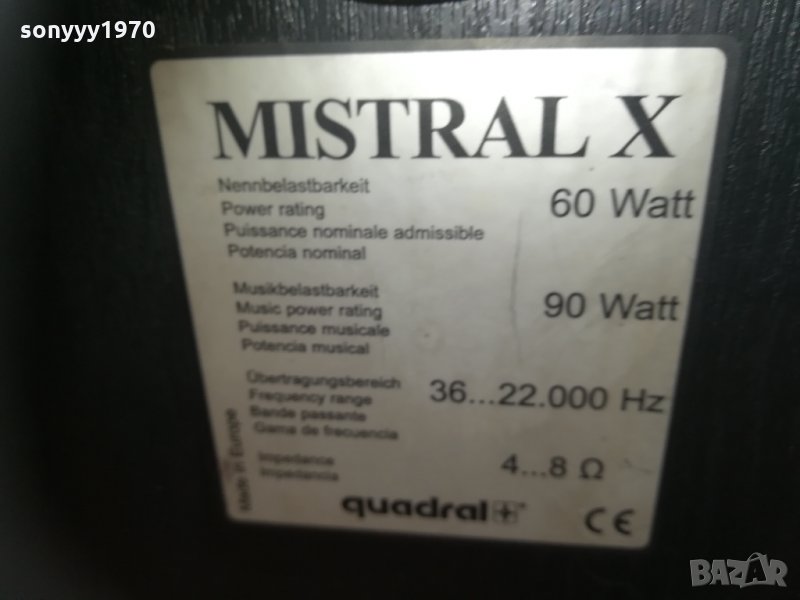 sonyyy1970
MISTRAL X
Nennbelastbarkeit
Power rating
Puissance nominale admissible
Potencia nominal
60 Watt
Musikbelastbarkeit
Music power rating
Puissance musicale
Potencia musical
90 Watt
Übertragungsbereich
Frequency range
Bande passante
Gama de frecuencia
36...22.000 Hz
Impedance
Impedancia
4...8 Ω
Made in Europe
quadral
CE
BAZAR